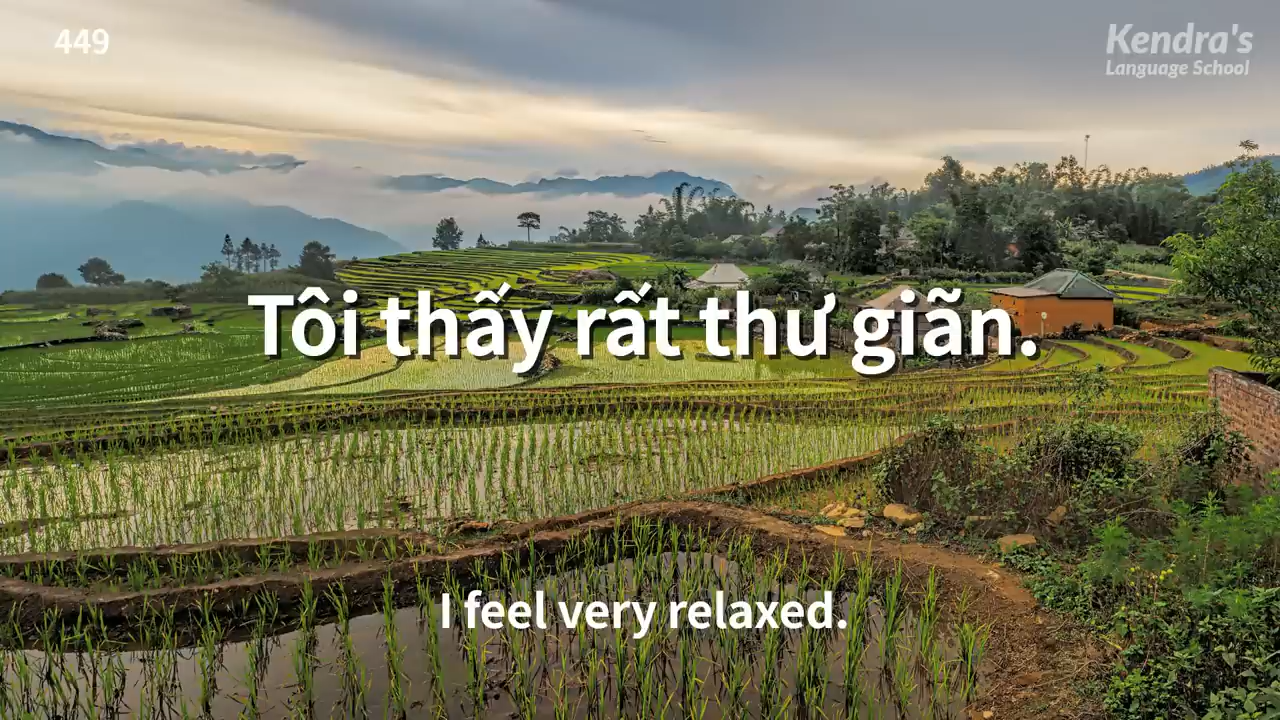 449
Kendra's
Language School
Tôi thấy rất thư giãn.
I feel very relaxed.